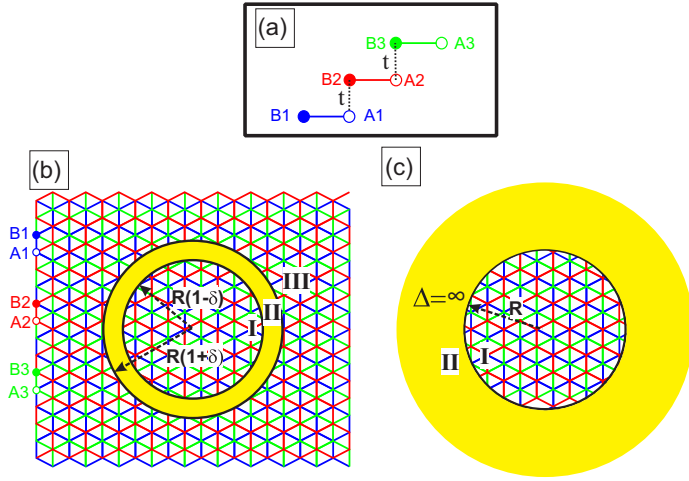 (a)
B3 A3
t
B2 A2
t
B1 A1
(b)
B1
A1
B2
A2
B3
A3
R(1-δ)
R(1+δ)
I
II
III
(c)
Δ=∞
R
II
I